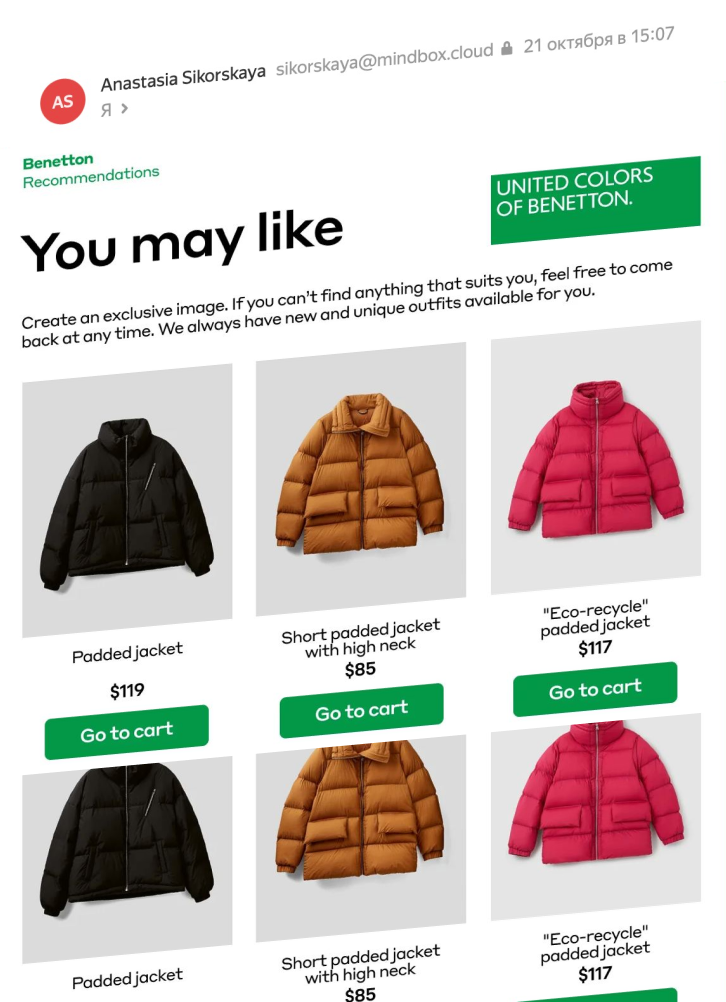 Anastasia Sikorskaya sikorskaya@mindbox.cloud 21 октября в 15:07
AS
Я >
Benetton
Recommendations
UNITED COLORS
OF BENETTON.
You may like
Create an exclusive image. If you can't find anything that suits you, feel free to come
back at any time. We always have new and unique outfits available for you.
Padded jacket
$119
Go to cart
Short padded jacket
with high neck
$85
Go to cart
"Eco-recycle"
padded jacket
$117
Go to cart
Padded jacket
Short padded jacket
with high neck
$85
"Eco-recycle"
padded jacket
$117